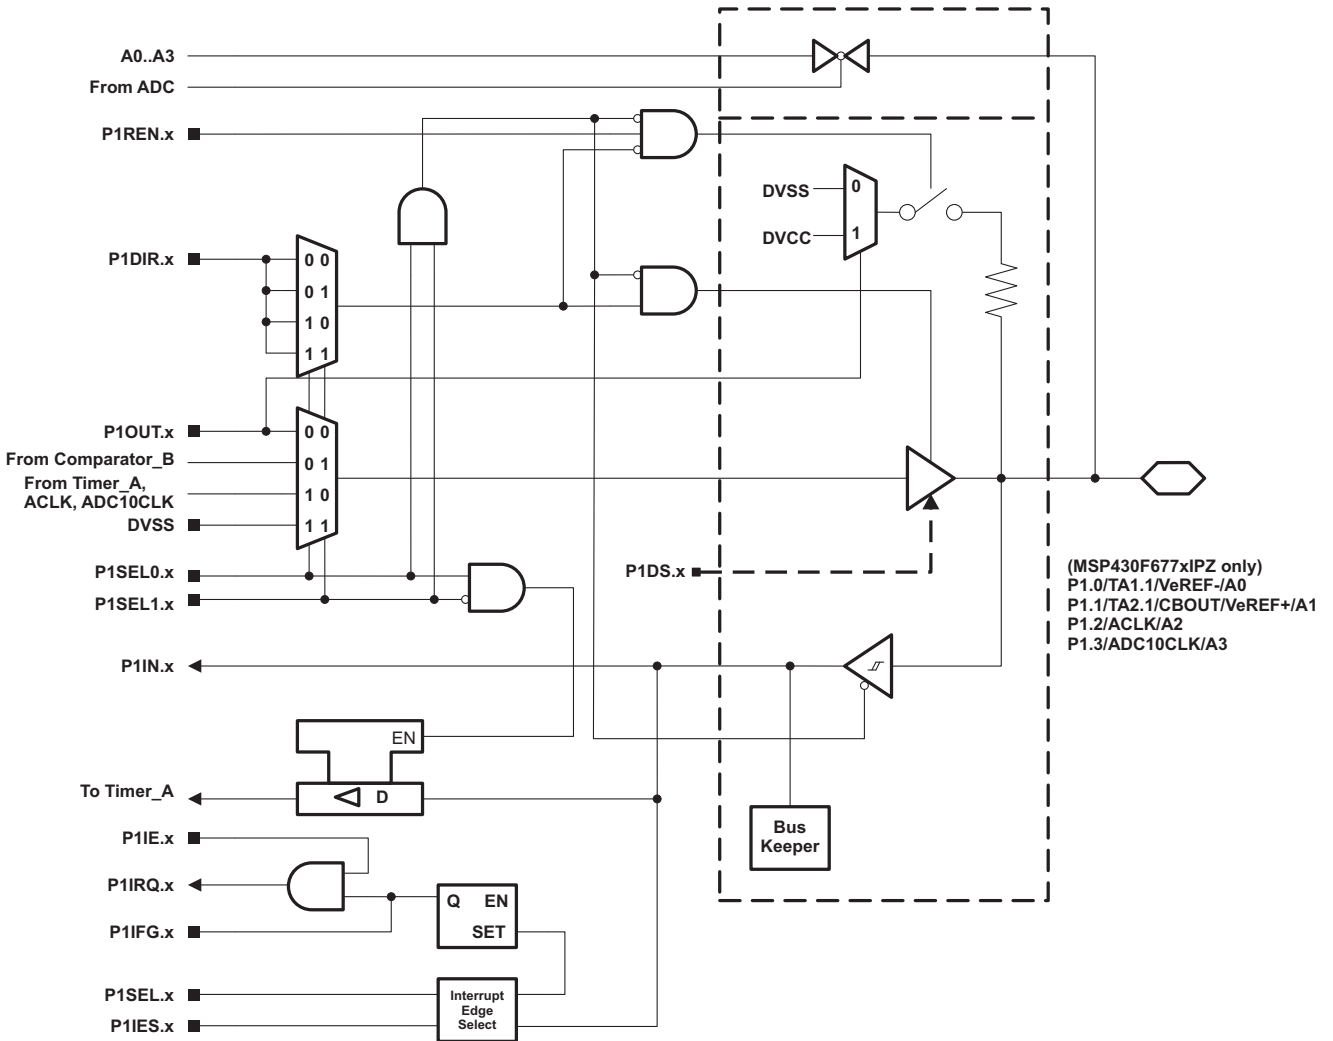 A0..A3
From ADC
P1REN.x
DVSS
0
DVCC
1
P1DIR.x
0 0
0 1
1 0
1 1
P1OUT.x
0 0
From Comparator_B
0 1
From Timer_A,
ACLK, ADC10CLK
1 0
DVSS
1 1
P1SEL0.x
P1SEL1.x
P1DS.x
(MSP430F677xIPZ only)
P1.0/TA1.1/VeREF-/A0
P1.1/TA2.1/CBOUT/VeREF+/A1
P1.2/ACLK/A2
P1.3/ADC10CLK/A3
P1IN.x
EN
To Timer_A
D
Bus
Keeper
P1IE.x
P1IRQ.x
Q EN
SET
P1IFG.x
P1SEL.x
P1IES.x
Interrupt
Edge
Select